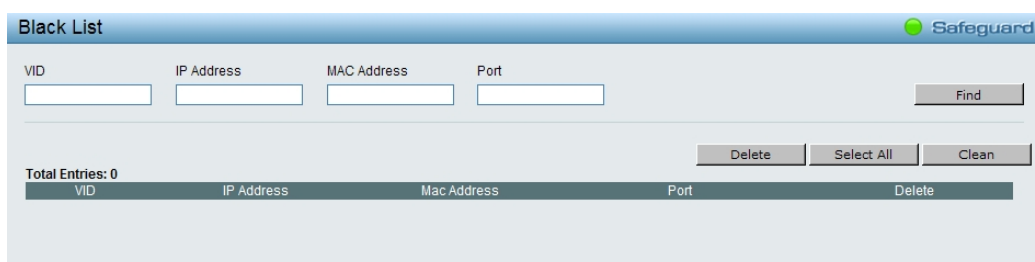 Black List
Safeguard
VID IP Address MAC Address Port
Find
Delete Select All Clean
Total Entries: 0
VID IP Address Mac Address Port Delete